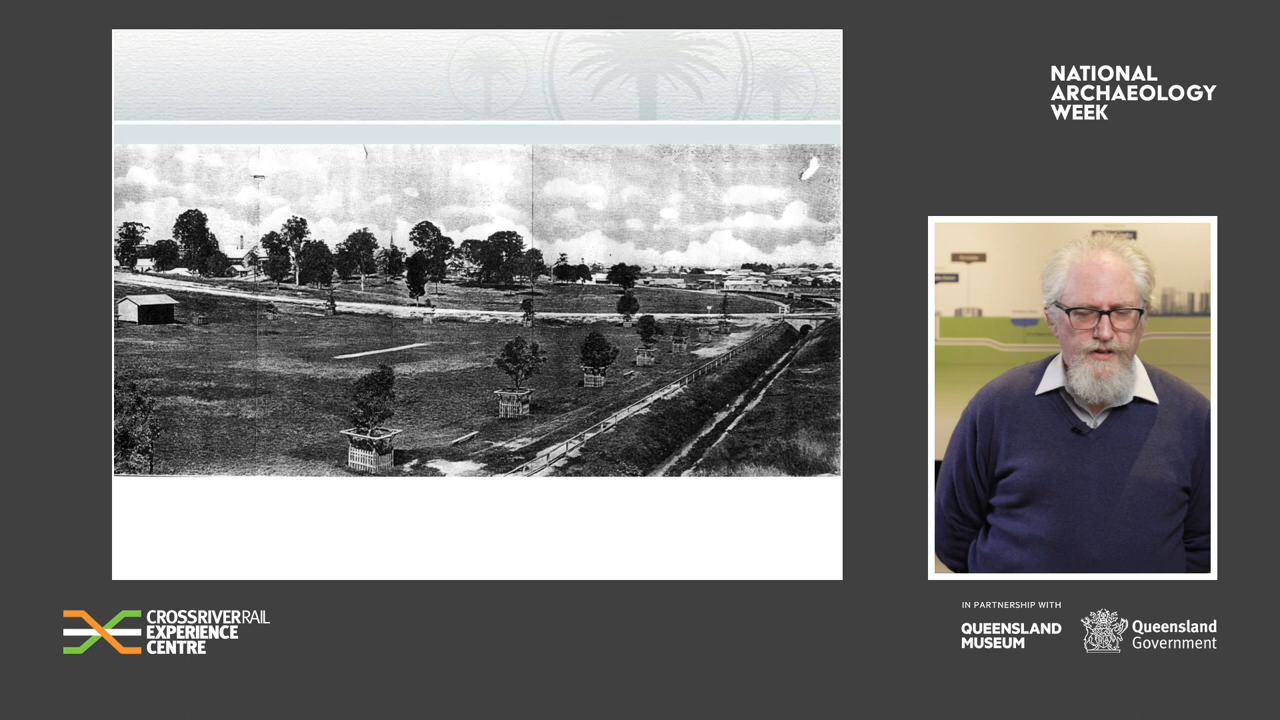 NATIONAL
ARCHAEOLOGY
WEEK
CROSSRIVERRAIL
EXPERIENCE
CENTRE
IN PARTNERSHIP WITH
QUEENSLAND
MUSEUM
Queensland
Government